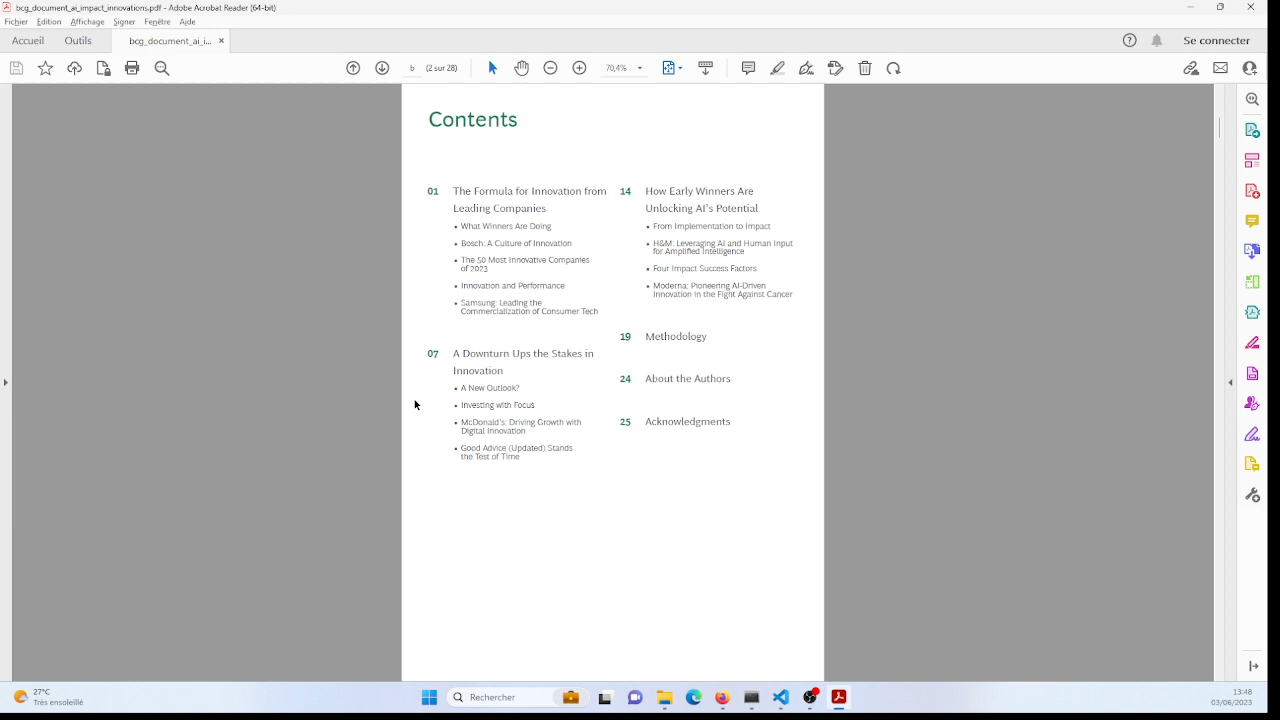 bcg_document_ai_impact_innovations.pdf - Adobe Acrobat Reader (64-bit)
Fichier Edition Affichage Signer Fenêtre Aide
Accueil Outils bcg_document_ai_i... × Se connecter
b (2 sur 28) 70,4%
Contents
01 The Formula for Innovation from
Leading Companies
• What Winners Are Doing
• Bosch: A Culture of Innovation
• The 50 Most Innovative Companies
of 2023
• Innovation and Performance
• Samsung: Leading the
Commercialization of Consumer Tech
07 A Downturn Ups the Stakes in
Innovation
• A New Outlook?
• Investing with Focus
• McDonald's: Driving Growth with
Digital Innovation
• Good Advice (Updated) Stands
the Test of Time
14 How Early Winners Are
Unlocking AI's Potential
• From Implementation to Impact
• H&M: Leveraging AI and Human Input
for Amplified Intelligence
• Four Impact Success Factors
• Moderna: Pioneering AI-Driven
Innovation in the Fight Against Cancer
19 Methodology
24 About the Authors
25 Acknowledgments
27°C
Très ensoleillé
Rechercher
13:48
03/06/2023